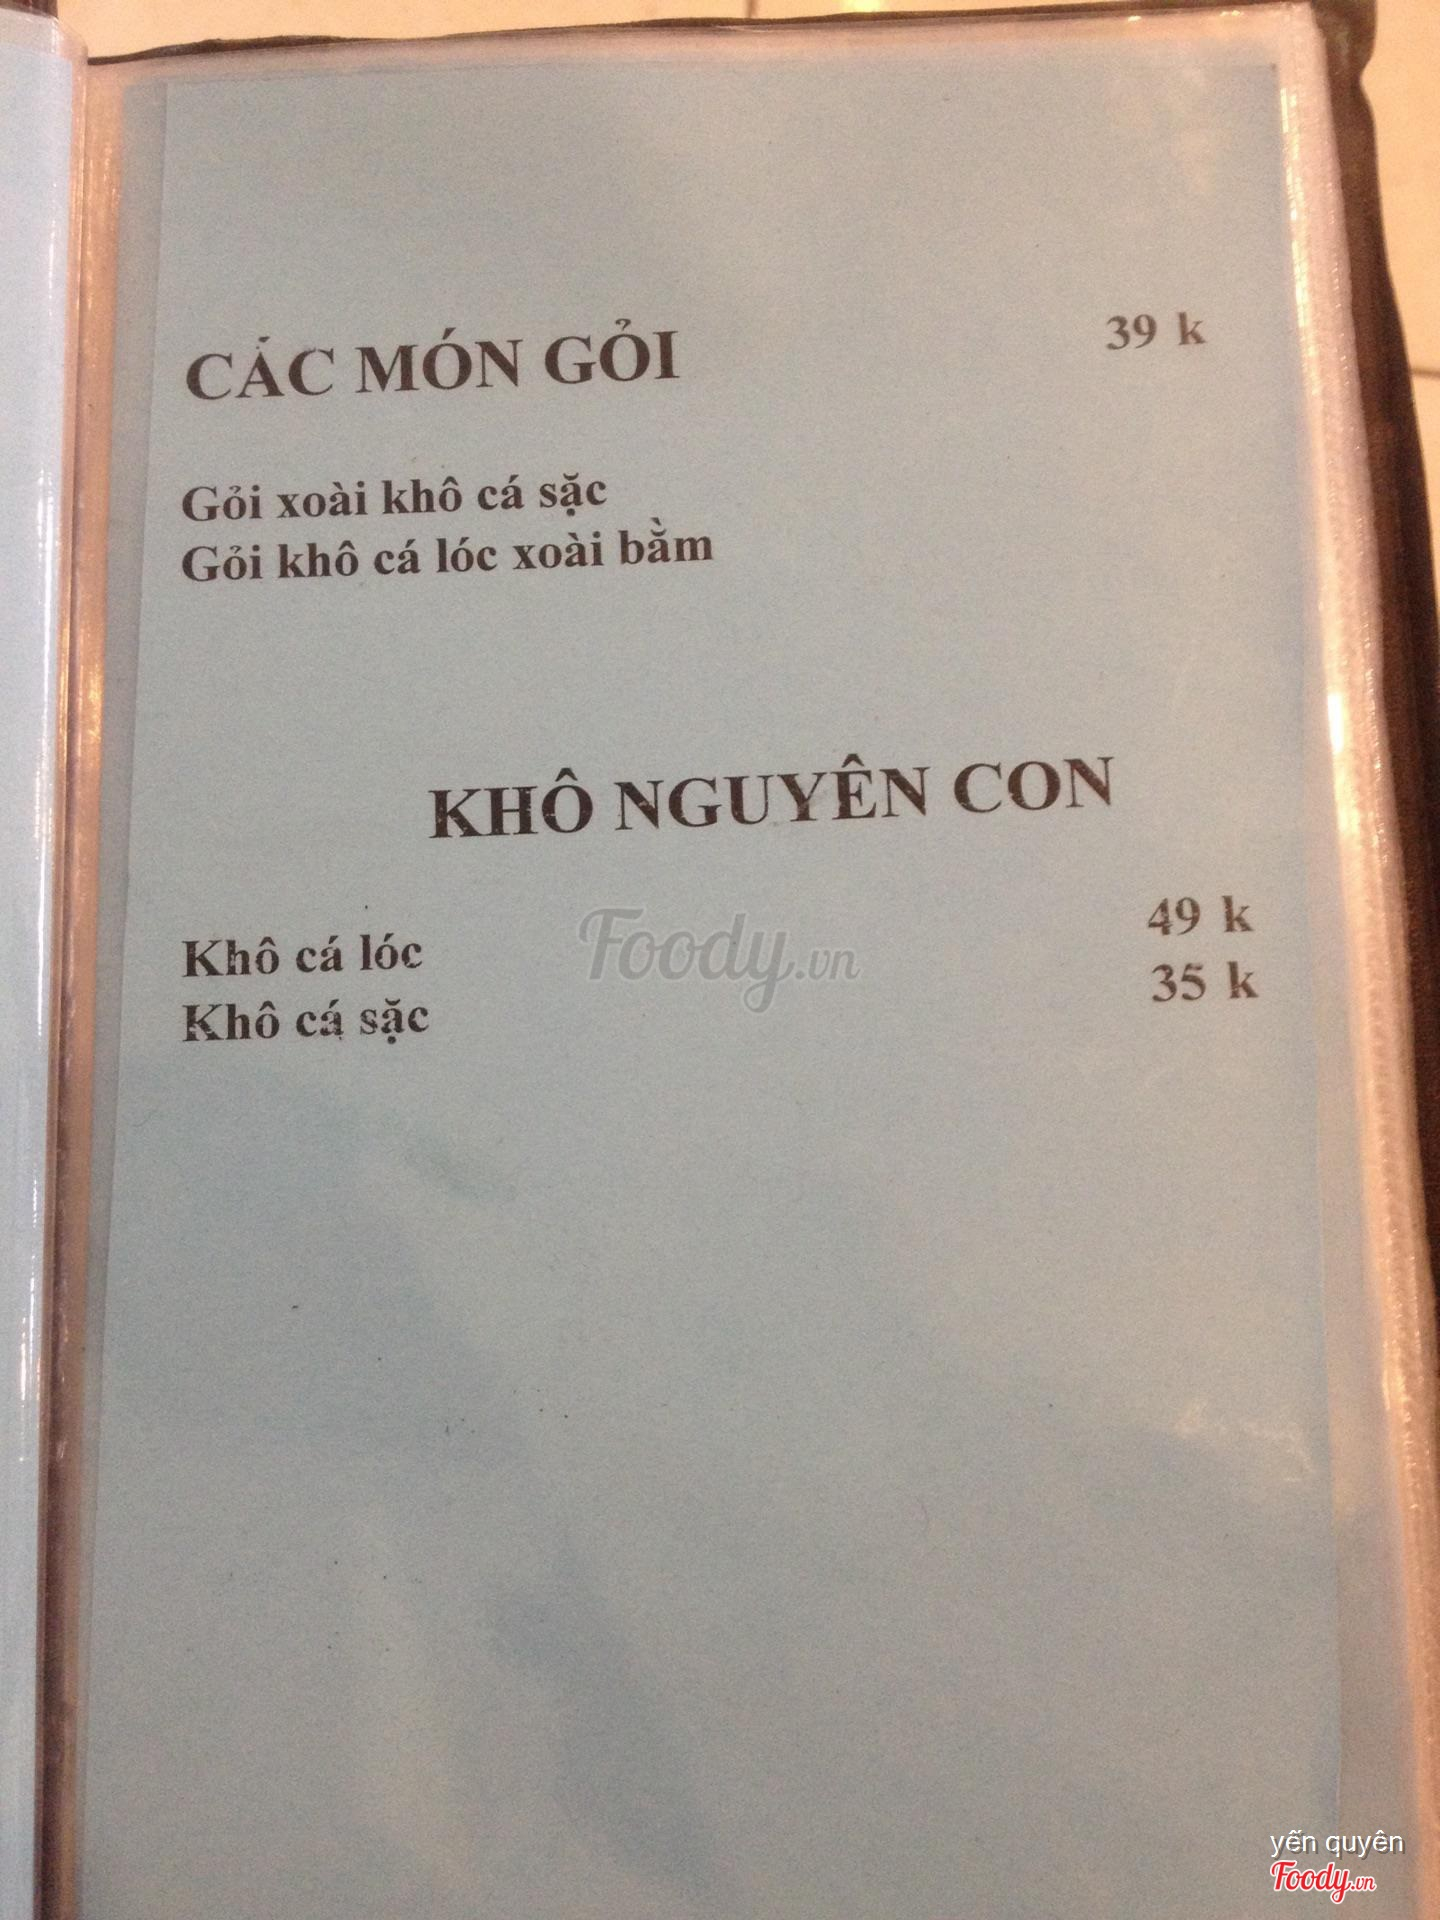 CÁC MÓN GỎI 39 k
Gỏi xoài khô cá sặc
Gỏi khô cá lóc xoài bằm
KHÔ NGUYÊN CON
Khô cá lóc 49 k
Khô cá sặc 35 k
Foody.vn
yến quyên
Foody.vn